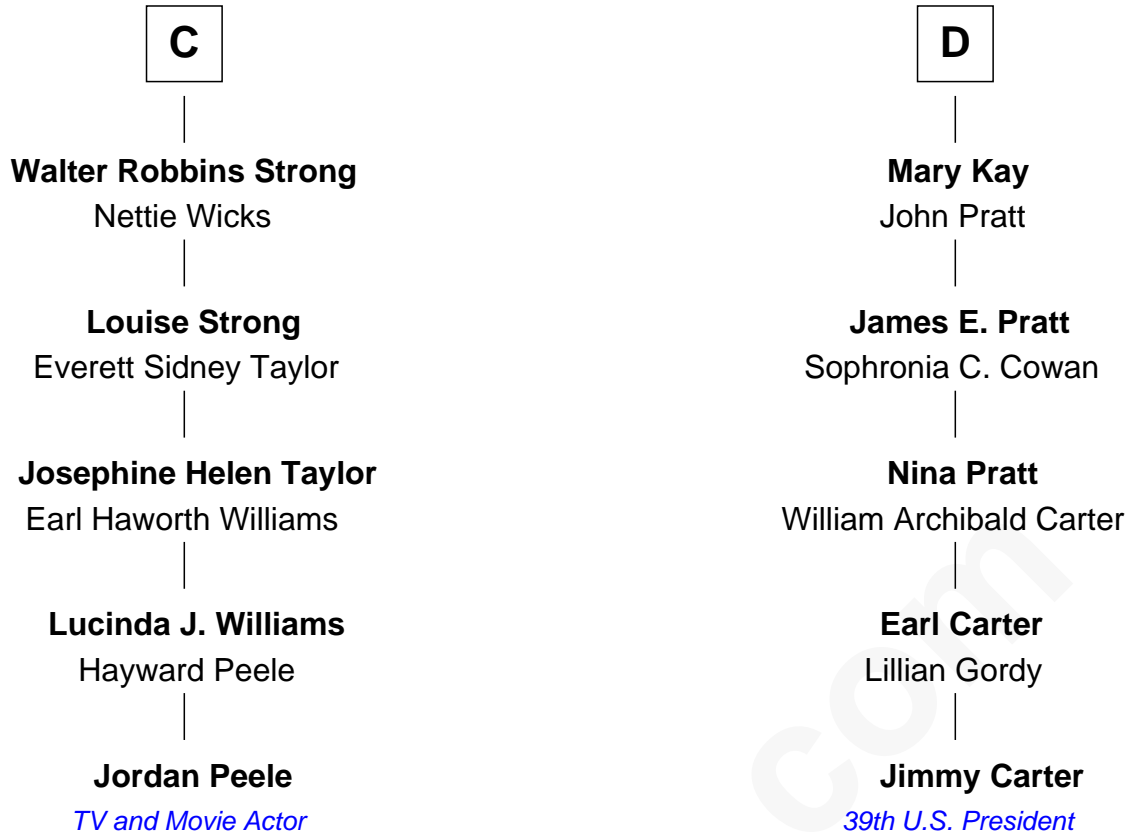 C
Walter Robbins Strong
Nettie Wicks
Louise Strong
Everett Sidney Taylor
Josephine Helen Taylor
Earl Haworth Williams
Lucinda J. Williams
Hayward Peele
Jordan Peele
TV and Movie Actor
D
Mary Kay
John Pratt
James E. Pratt
Sophronia C. Cowan
Nina Pratt
William Archibald Carter
Earl Carter
Lillian Gordy
Jimmy Carter
39th U.S. President
com